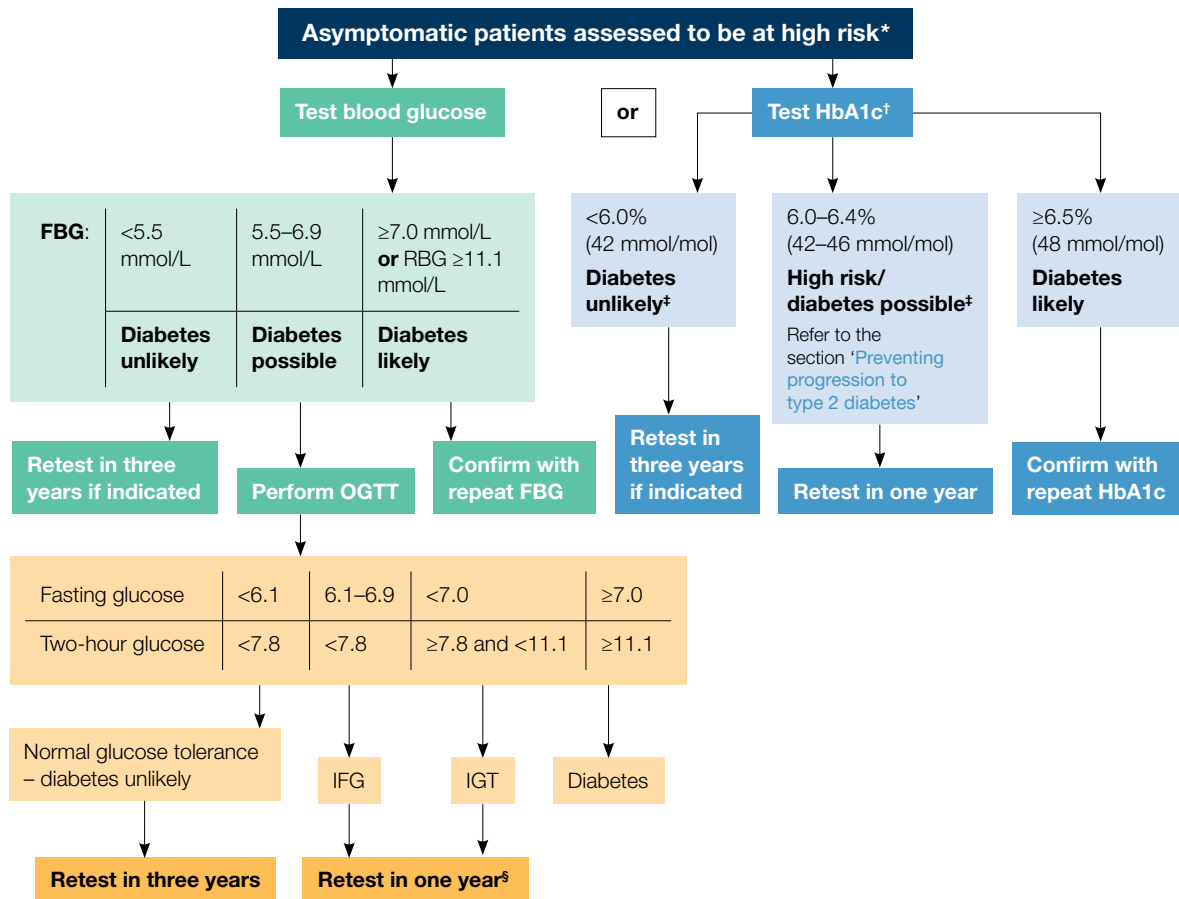 Asymptomatic patients assessed to be at high risk*
Test blood glucose
or
Test HbA1c†
FBG:
<5.5
mmol/L
5.5–6.9
mmol/L
≥7.0 mmol/L
or RBG ≥11.1
mmol/L
Diabetes
unlikely
Diabetes
possible
Diabetes
likely
<6.0%
(42 mmol/mol)
Diabetes
unlikely‡
6.0–6.4%
(42–46 mmol/mol)
High risk/
diabetes possible‡
Refer to the
section ‘Preventing
progression to
type 2 diabetes’
≥6.5%
(48 mmol/mol)
Diabetes
likely
Retest in three
years if indicated
Perform OGTT
Confirm with
repeat FBG
Retest in
three years
if indicated
Retest in one year
Confirm with
repeat HbA1c
Fasting glucose <6.1 6.1–6.9 <7.0 ≥7.0
Two-hour glucose <7.8 <7.8 ≥7.8 and <11.1 ≥11.1
Normal glucose tolerance
– diabetes unlikely
IFG
IGT
Diabetes
Retest in three years
Retest in one year§